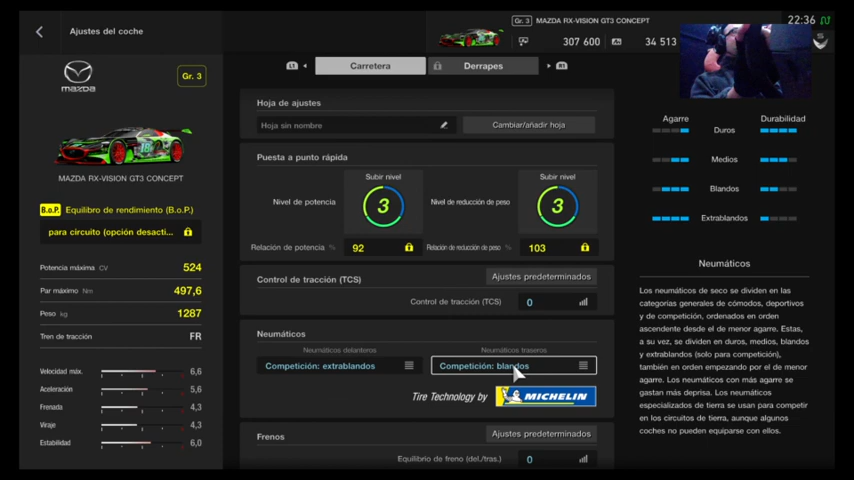 Ajustes del coche
Gr. 3 MAZDA RX-VISION GT3 CONCEPT
307 600 34 513
22:36
mazda
Gr. 3
MAZDA RX-VISION GT3 CONCEPT
B.o.P. Equilibro de rendimiento (B.o.P.)
para circuito (opción desacti...
Potencia máxima CV 524
Par máximo Nm 497,6
Peso kg 1287
Tren de tracción FR
Velocidad máx. 6,6
Aceleración 5,6
Frenada 4,3
Viraje 4,3
Estabilidad 6,0
L1 Carretera Derrapes R1
Hoja de ajustes
Hoja sin nombre Cambiar/añadir hoja
Puesta a punto rápida
Subir nivel Subir nivel
Nivel de potencia 3 Nivel de reducción de peso 3
Relación de potencia % 92 Relación de reducción de peso % 103
Control de tracción (TCS) Ajustes predeterminados
Control de tracción (TCS) 0
Neumáticos
Neumáticos delanteros Neumáticos traseros
Competición: extrablandos Competición: blandos
Tire Technology by MICHELIN
Frenos Ajustes predeterminados
Equilibrio de freno (del./tras.) 0
Agarre Durabilidad
Duros
Medios
Blandos
Extrablandos
Neumáticos
Los neumáticos de seco se dividen en las
categorías generales de cómodos, deportivos
y de competición, ordenados en orden
ascendente desde el de menor agarre. Estas,
a su vez, se dividen en duros, medios, blandos
y extrablandos (solo para competición),
también en orden empezando por el de menor
agarre. Los neumáticos con más agarre se
gastan más deprisa. Los neumáticos
especializados de tierra se usan para competir
en los circuitos de tierra, aunque algunos
coches no pueden equiparse con ellos.